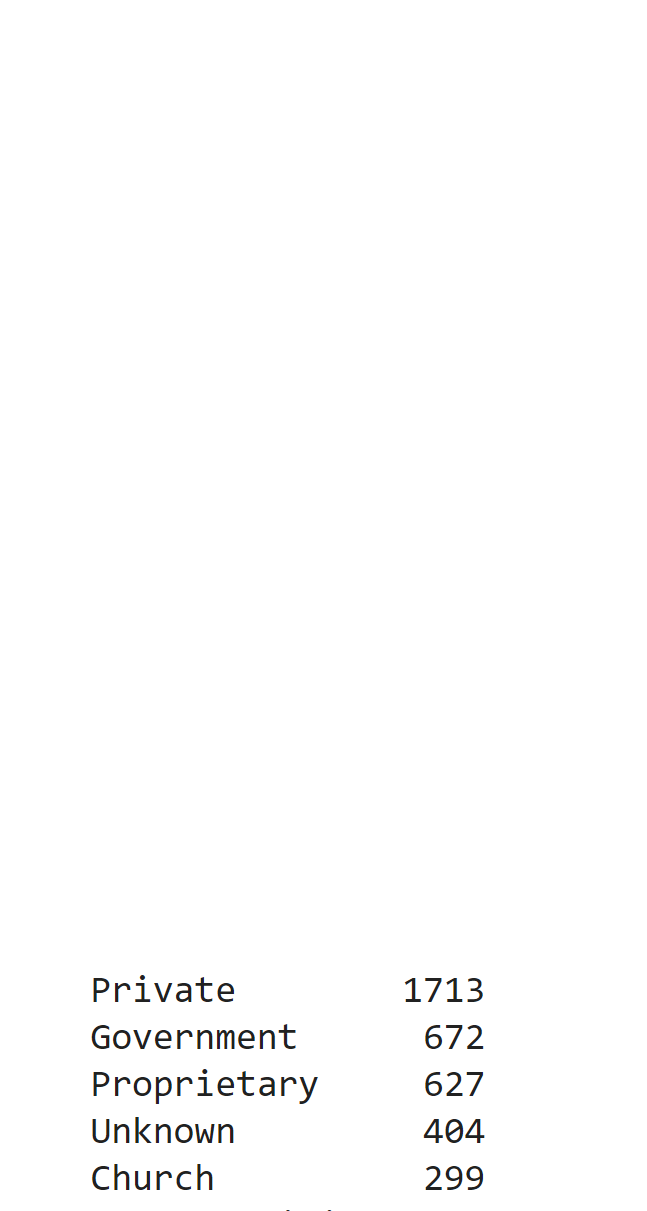 Private        1713
Government      672
Proprietary     627
Unknown         404
Church          299